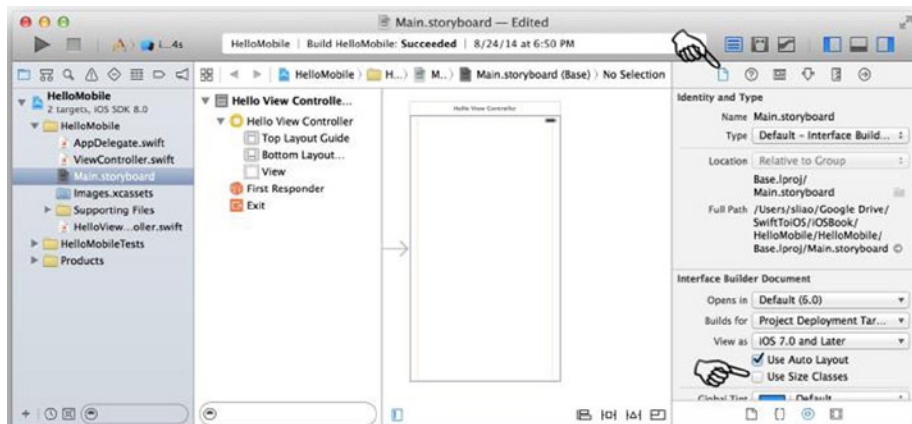 Main.storyboard — Edited
i...4s
HelloMobile | Build HelloMobile: Succeeded | 8/24/14 at 6:50 PM
HelloMobile
2 targets, iOS SDK 8.0
HelloMobile
AppDelegate.swift
ViewController.swift
Main.storyboard
Images.xcassets
Supporting Files
HelloView...oller.swift
HelloMobileTests
Products
HelloMobile
H...
M...
Main.storyboard (Base)
No Selection
Hello View Controlle...
Hello View Controller
Top Layout Guide
Bottom Layout...
View
First Responder
Exit
Hello View Controller
Identity and Type
Name Main.storyboard
Type Default - Interface Build...
Location Relative to Group
Base.lproj/
Main.storyboard
Full Path /Users/sliao/Google Drive/
SwiftToiOS/iOSBook/
HelloMobile/HelloMobile/
Base.lproj/Main.storyboard
Interface Builder Document
Opens in Default (6.0)
Builds for Project Deployment Tar...
View as iOS 7.0 and Later
Use Auto Layout
Use Size Classes
Global Tint Default